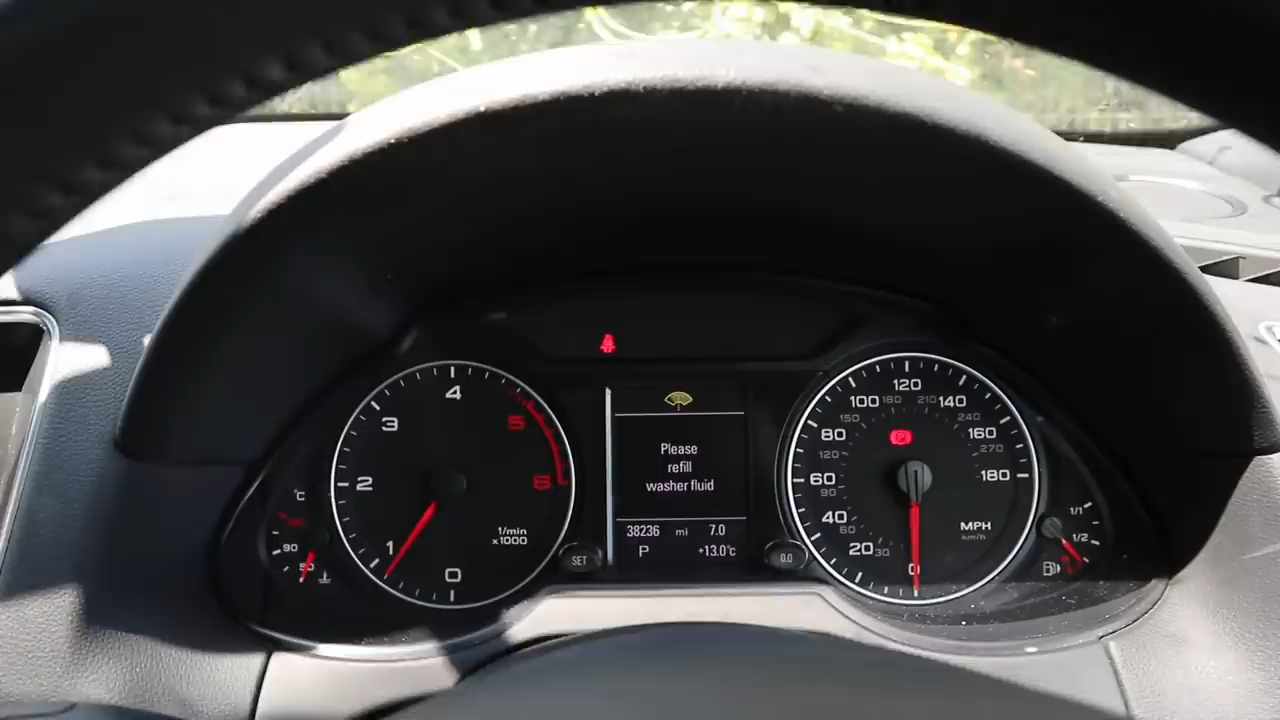 °C
90
50
4
3
5
2
6
1
1/min
x1000
0
SET
Please
refill
washer fluid
38236 mi 7.0
P +13.0°C
0.0
120
100 180 210 140
150 240
80 160
120 270
60 180
90
40
60
MPH
km/h
20 30
0
1/1
1/2